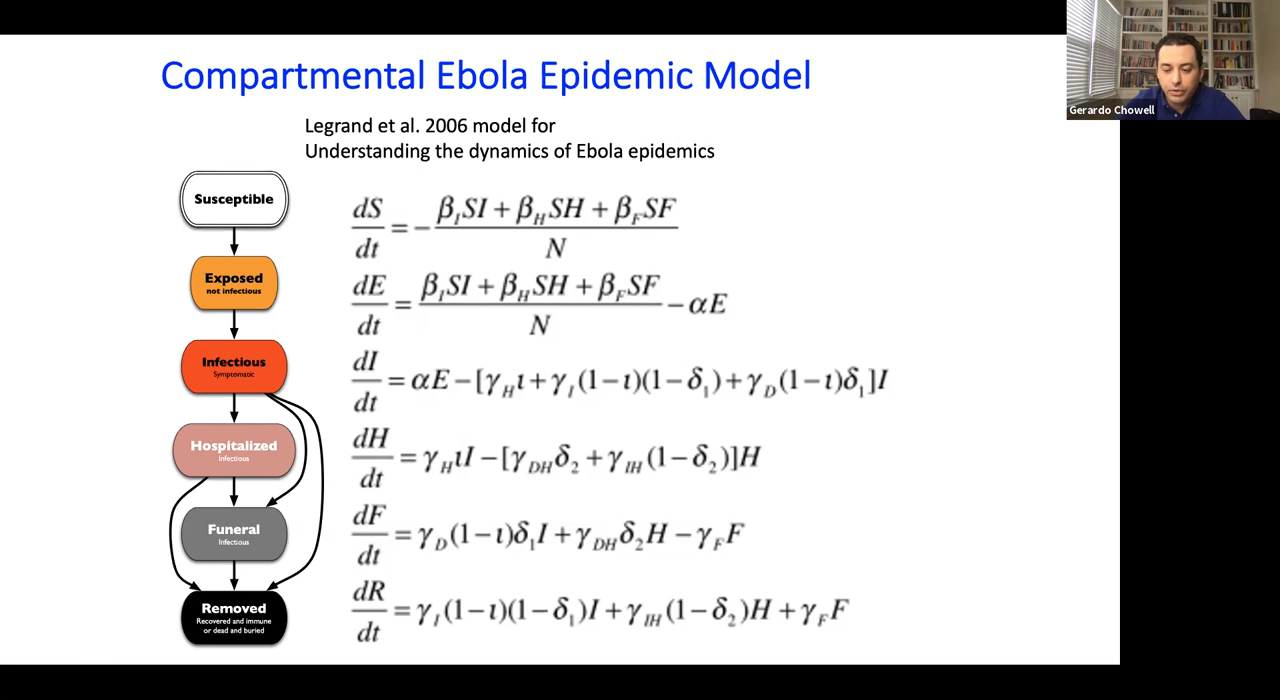 Compartmental Ebola Epidemic Model
Gerardo Chowell
Legrand et al. 2006 model for
Understanding the dynamics of Ebola epidemics
Susceptible
Exposed
not infectious
Infectious
Symptomatic
Hospitalized
Infectious
Funeral
Infectious
Removed
Recovered and immune
or dead and buried
dS/dt = − (β_I SI + β_H SH + β_F SF)/N
dE/dt = (β_I SI + β_H SH + β_F SF)/N − αE
dI/dt = αE − [γ_H ι + γ_I (1−ι)(1−δ_1) + γ_D (1−ι)δ_1]I
dH/dt = γ_H ιI − [γ_DH δ_2 + γ_IH (1−δ_2)]H
dF/dt = γ_D (1−ι)δ_1 I + γ_DH δ_2 H − γ_F F
dR/dt = γ_I (1−ι)(1−δ_1)I + γ_IH (1−δ_2)H + γ_F F